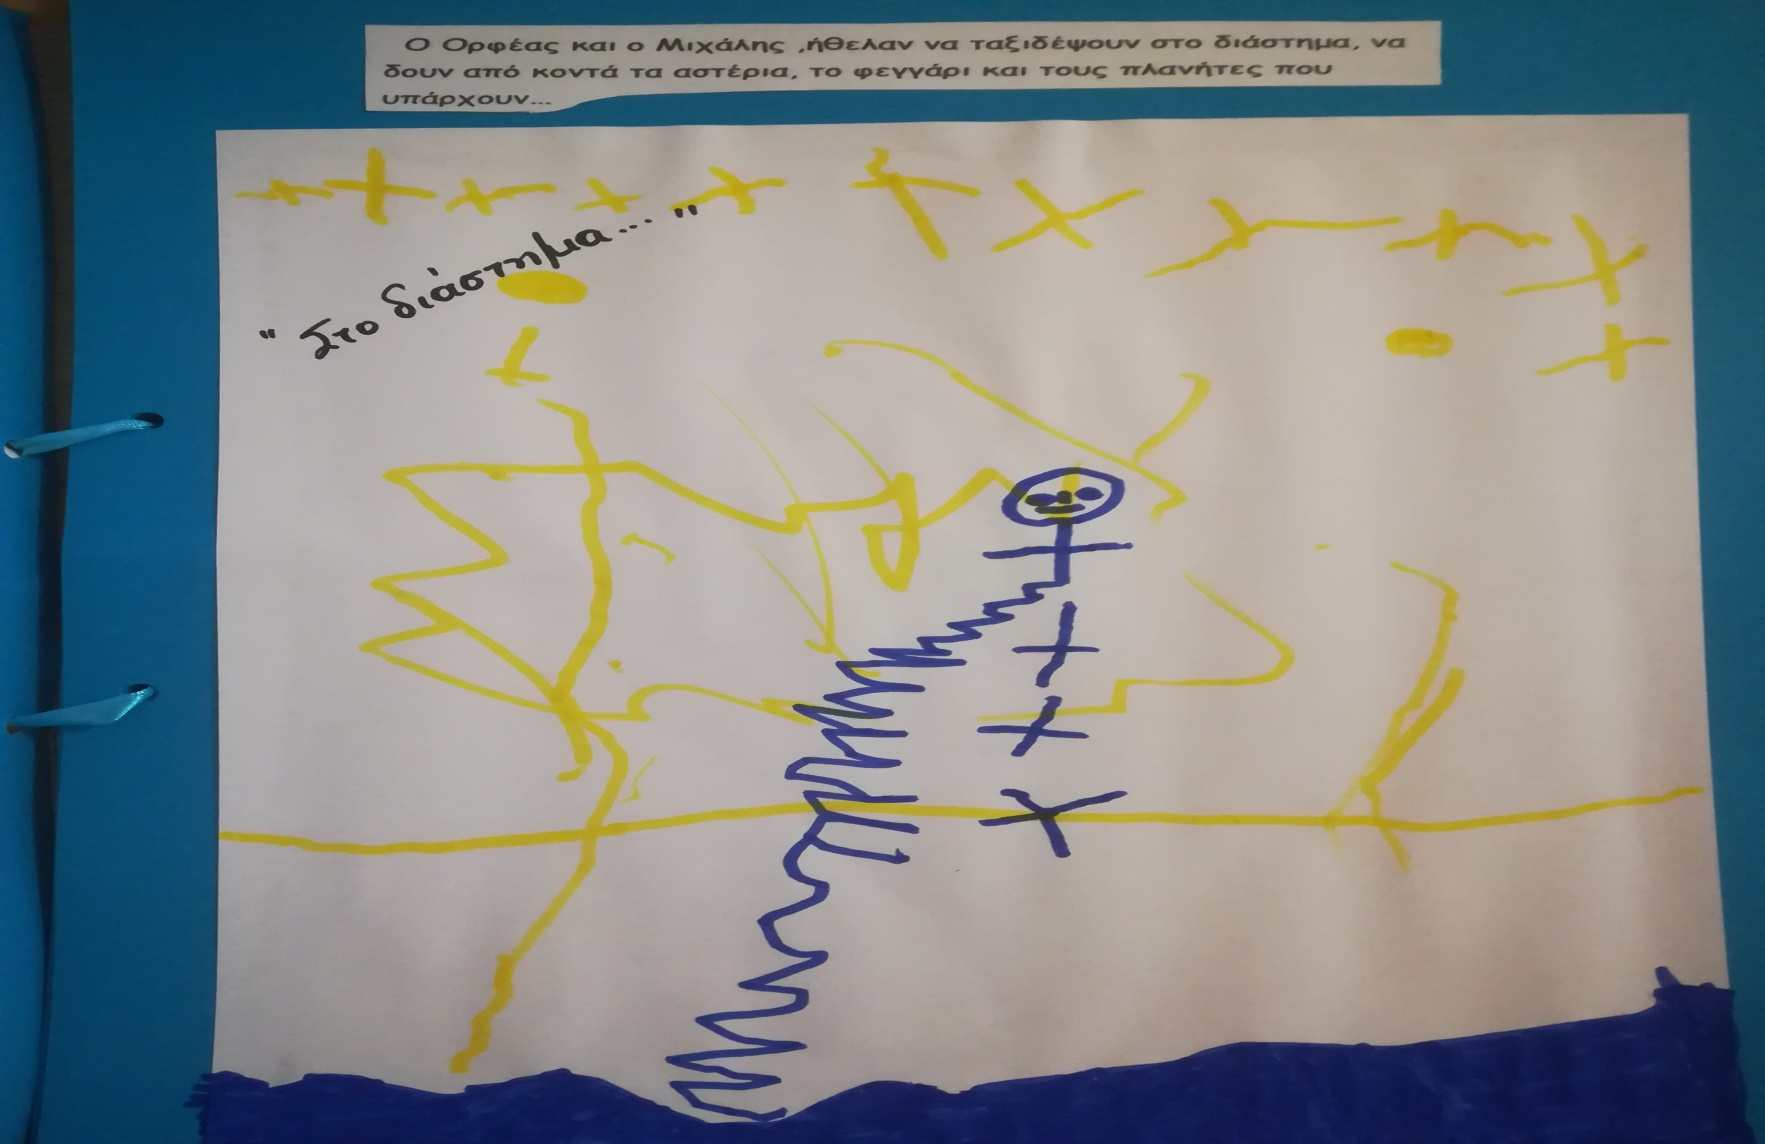 Ο Ορφέας και ο Μιχάλης ,ήθελαν να ταξιδέψουν στο διάστημα, να
δουν από κοντά τα αστέρια, το φεγγάρι και τους πλανήτες που
υπάρχουν...
"Στο διάστημα..."